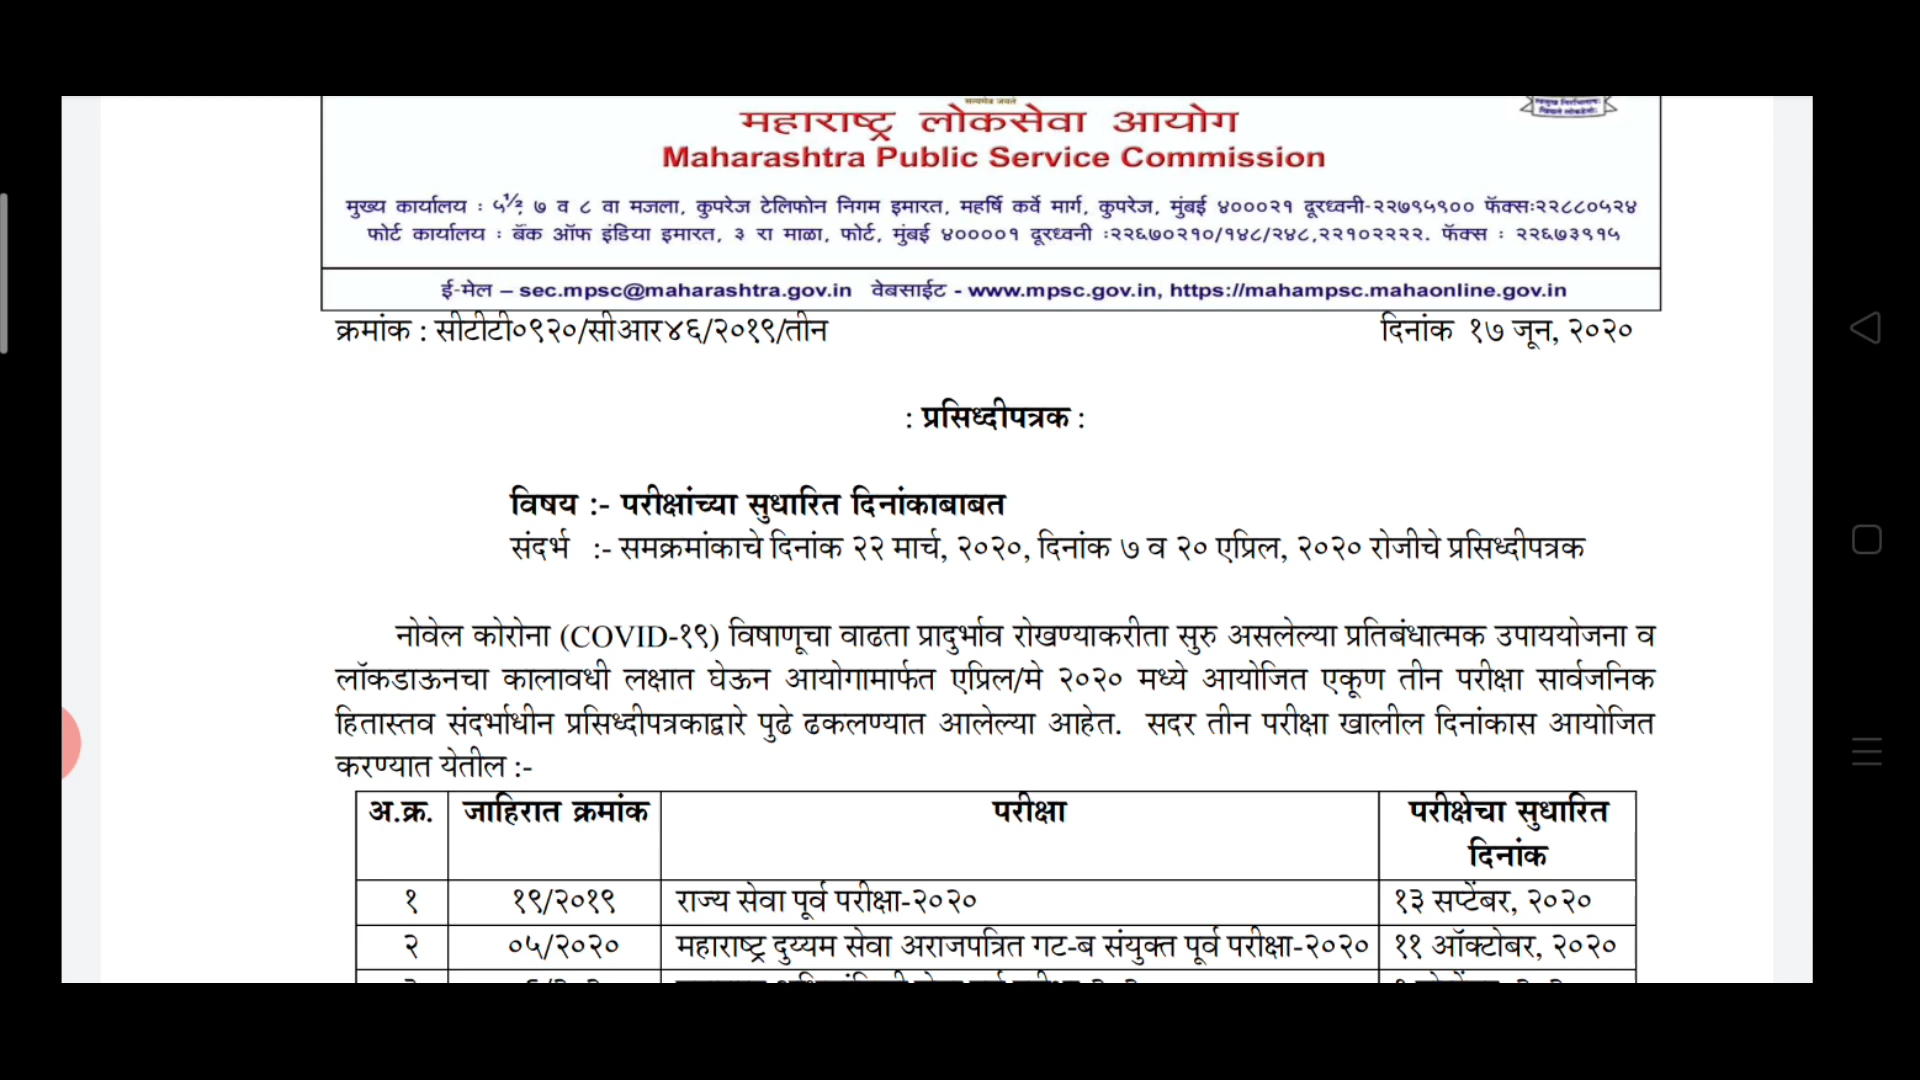 सत्यमेव जयते
महाराष्ट्र लोकसेवा आयोग
Maharashtra Public Service Commission
मुख्य कार्यालय : ५½, ७ व ८ वा मजला, कुपरेज टेलिफोन निगम इमारत, महर्षि कर्वे मार्ग, कुपरेज, मुंबई ४०००२१ दूरध्वनी-२२७९५९०० फॅक्स:२२८८०५२४
फोर्ट कार्यालय : बॅंक ऑफ इंडिया इमारत, ३ रा माळा, फोर्ट, मुंबई ४००००१ दूरध्वनी :२२६७०२१०/१४८/२४८,२२१०२२२२. फॅक्स : २२६७३९१५
ई-मेल – sec.mpsc@maharashtra.gov.in वेबसाईट - www.mpsc.gov.in, https://mahampsc.mahaonline.gov.in
क्रमांक : सीटीटी०९२०/सीआर४६/२०१९/तीन दिनांक १७ जून, २०२०
: प्रसिध्दीपत्रक :
विषय :- परीक्षांच्या सुधारित दिनांकाबाबत
संदर्भ :- समक्रमांकाचे दिनांक २२ मार्च, २०२०, दिनांक ७ व २० एप्रिल, २०२० रोजीचे प्रसिध्दीपत्रक
नोवेल कोरोना (COVID-१९) विषाणूचा वाढता प्रादुर्भाव रोखण्याकरीता सुरु असलेल्या प्रतिबंधात्मक उपाययोजना व
लॉकडाऊनचा कालावधी लक्षात घेऊन आयोगामार्फत एप्रिल/मे २०२० मध्ये आयोजित एकूण तीन परीक्षा सार्वजनिक
हितास्तव संदर्भाधीन प्रसिध्दीपत्रकाद्वारे पुढे ढकलण्यात आलेल्या आहेत. सदर तीन परीक्षा खालील दिनांकास आयोजित
करण्यात येतील :-
अ.क्र. जाहिरात क्रमांक परीक्षा परीक्षेचा सुधारित
दिनांक
१ १९/२०१९ राज्य सेवा पूर्व परीक्षा-२०२० १३ सप्टेंबर, २०२०
२ ०५/२०२० महाराष्ट्र दुय्यम सेवा अराजपत्रित गट-ब संयुक्त पूर्व परीक्षा-२०२० ११ ऑक्टोबर, २०२०